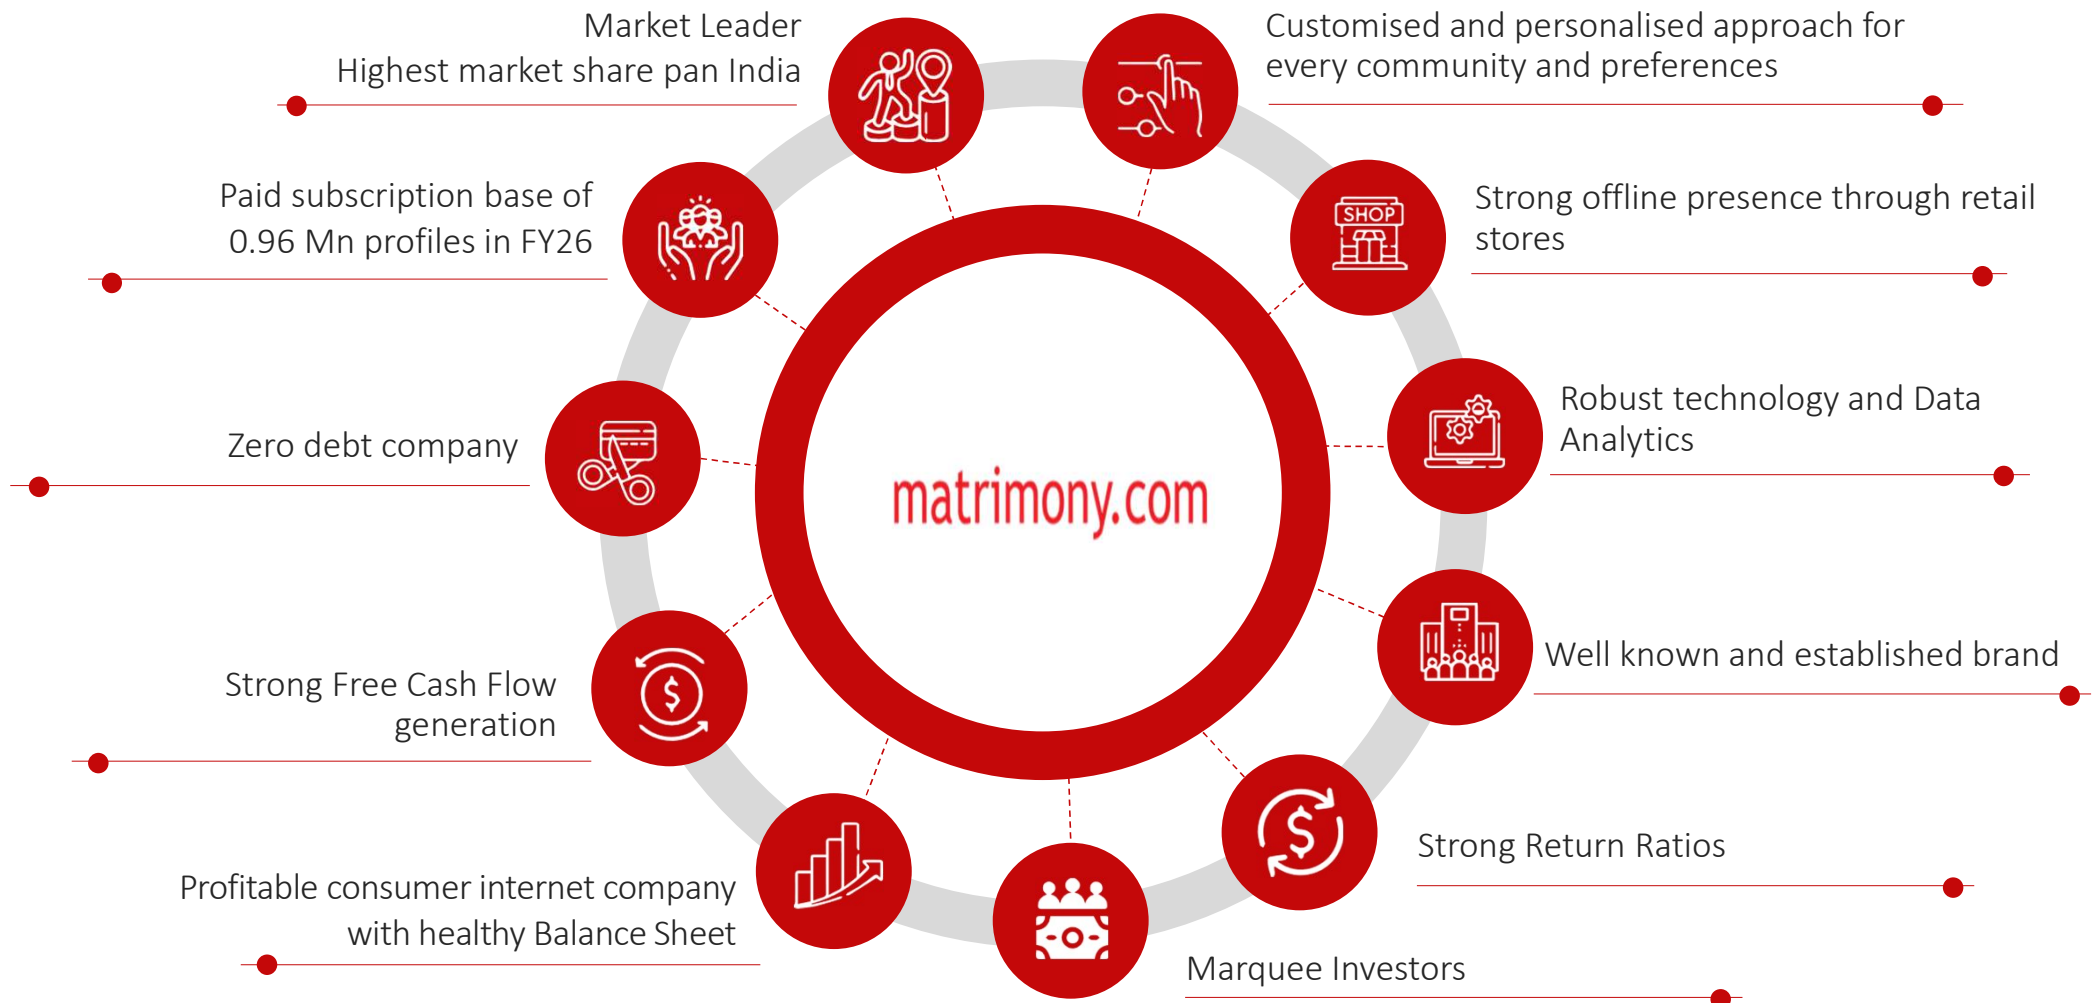 Market Leader
Highest market share pan India
Customised and personalised approach for
every community and preferences
Paid subscription base of
0.96 Mn profiles in FY26
SHOP
Strong offline presence through retail
stores
Zero debt company
Robust technology and Data
Analytics
matrimony.com
Strong Free Cash Flow
generation
Well known and established brand
Profitable consumer internet company
with healthy Balance Sheet
Strong Return Ratios
Marquee Investors